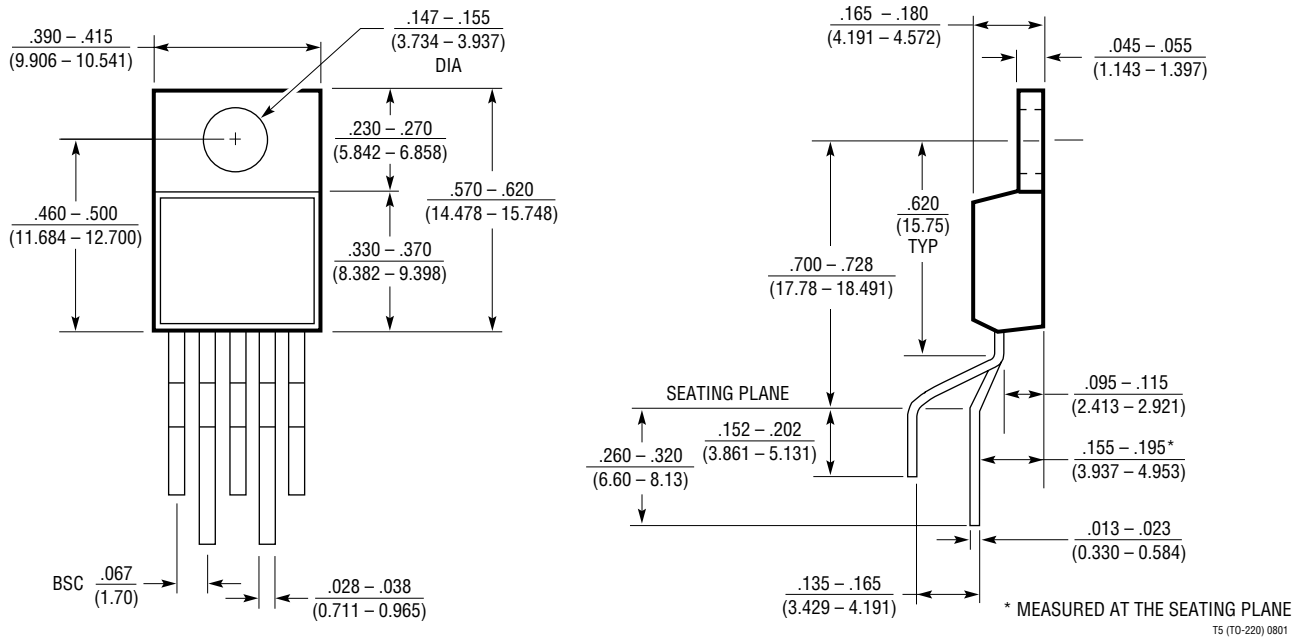 .390 – .415
(9.906 – 10.541)
.147 – .155
(3.734 – 3.937)
DIA
.230 – .270
(5.842 – 6.858)
.570 – .620
(14.478 – 15.748)
.460 – .500
(11.684 – 12.700)
.330 – .370
(8.382 – 9.398)
BSC
.067
(1.70)
.028 – .038
(0.711 – 0.965)
.165 – .180
(4.191 – 4.572)
.045 – .055
(1.143 – 1.397)
.620
(15.75)
TYP
.700 – .728
(17.78 – 18.491)
SEATING PLANE
.152 – .202
(3.861 – 5.131)
.260 – .320
(6.60 – 8.13)
.095 – .115
(2.413 – 2.921)
.155 – .195*
(3.937 – 4.953)
.013 – .023
(0.330 – 0.584)
.135 – .165
(3.429 – 4.191)
* MEASURED AT THE SEATING PLANE
T5 (TO-220) 0801